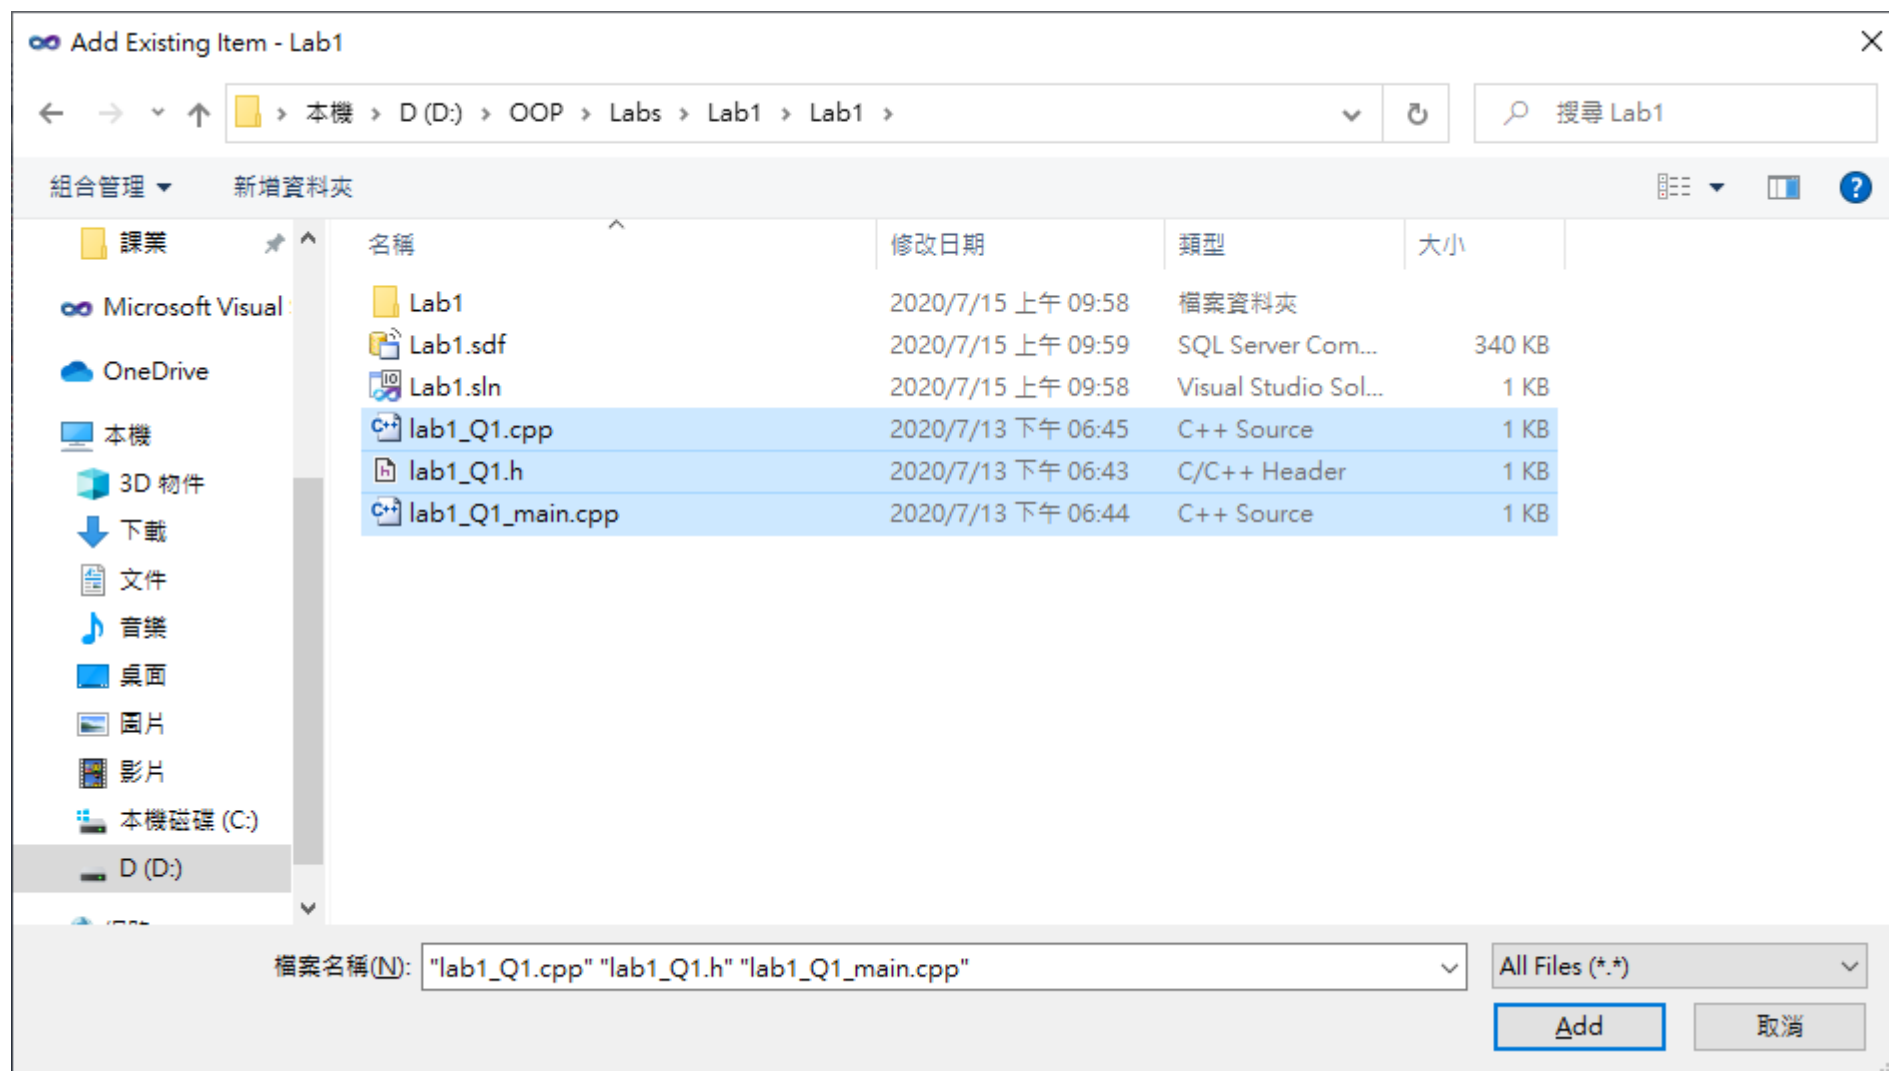 Add Existing Item - Lab1
本機 D (D:) OOP Labs Lab1 Lab1 搜尋 Lab1
組合管理 新增資料夾
課業
Microsoft Visual
OneDrive
本機
3D 物件
下載
文件
音樂
桌面
圖片
影片
本機磁碟 (C:)
D (D:)
名稱 修改日期 類型 大小
Lab1 2020/7/15 上午 09:58 檔案資料夾
Lab1.sdf 2020/7/15 上午 09:59 SQL Server Com... 340 KB
Lab1.sln 2020/7/15 上午 09:58 Visual Studio Sol... 1 KB
lab1_Q1.cpp 2020/7/13 下午 06:45 C++ Source 1 KB
lab1_Q1.h 2020/7/13 下午 06:43 C/C++ Header 1 KB
lab1_Q1_main.cpp 2020/7/13 下午 06:44 C++ Source 1 KB
檔案名稱(N): "lab1_Q1.cpp" "lab1_Q1.h" "lab1_Q1_main.cpp" All Files (*.*)
Add 取消